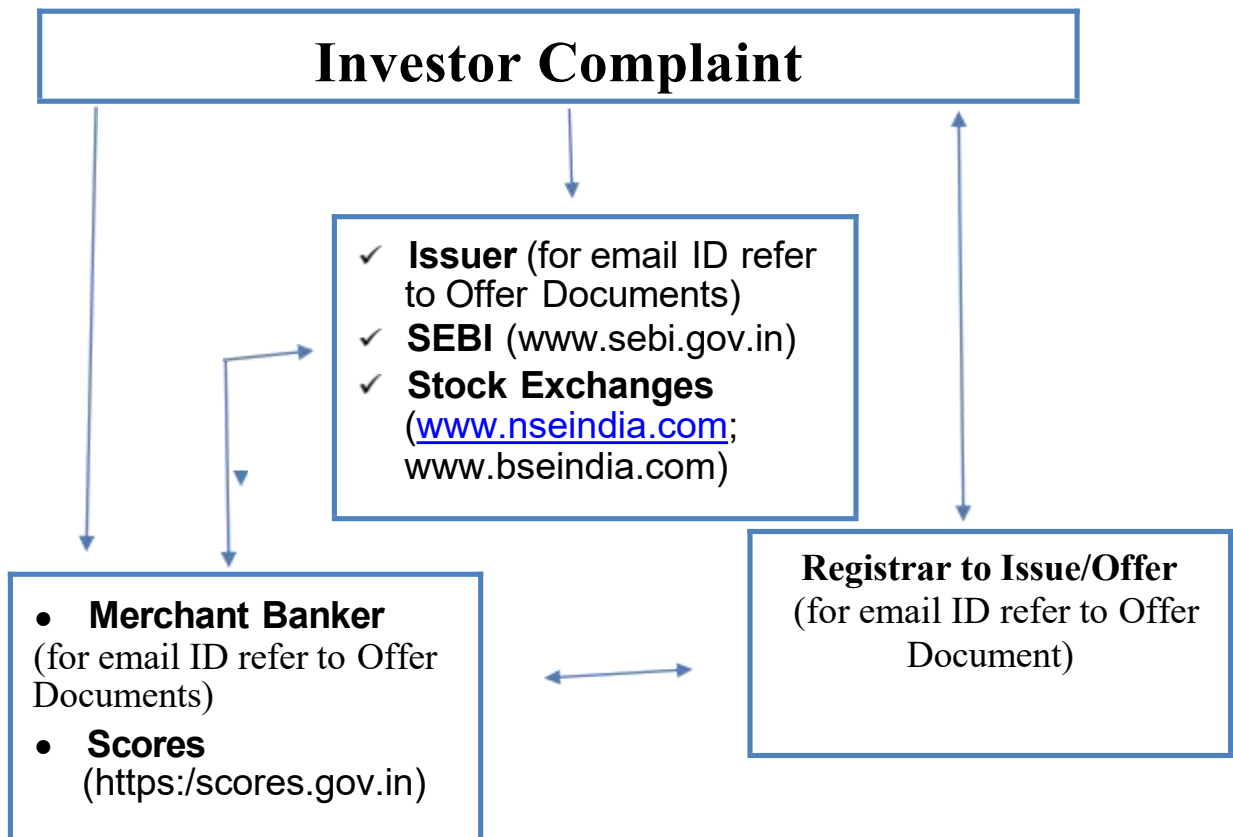 Investor Complaint
✓ Issuer (for email ID refer
to Offer Documents)
✓ SEBI (www.sebi.gov.in)
✓ Stock Exchanges
(www.nseindia.com;
www.bseindia.com)
● Merchant Banker
(for email ID refer to Offer
Documents)
● Scores
(https:/scores.gov.in)
Registrar to Issue/Offer
(for email ID refer to Offer
Document)